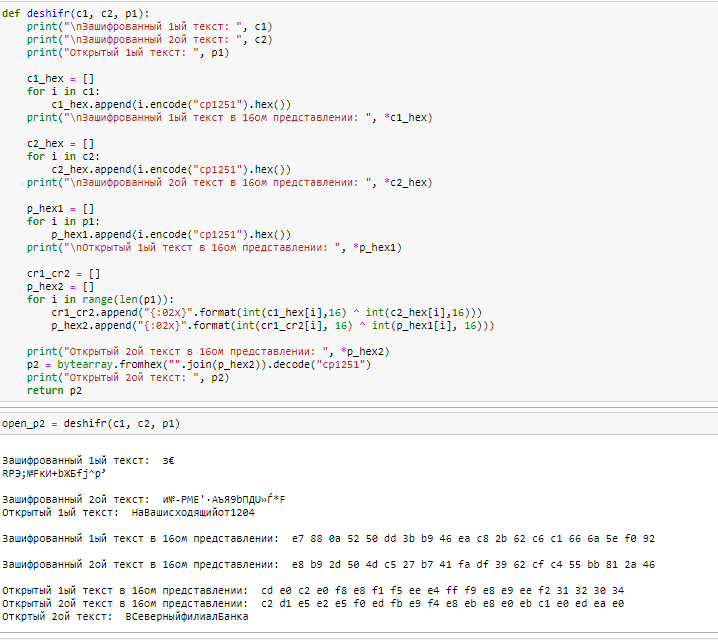 def deshifr(c1, c2, p1):
print("\nЗашифрованный 1ый текст: ", c1)
print("\nЗашифрованный 2ой текст: ", c2)
print("Открытый 1ый текст: ", p1)
c1_hex = []
for i in c1:
c1_hex.append(i.encode("cp1251").hex())
print("\nЗашифрованный 1ый текст в 16ом представлении: ", *c1_hex)
c2_hex = []
for i in c2:
c2_hex.append(i.encode("cp1251").hex())
print("\nЗашифрованный 2ой текст в 16ом представлении: ", *c2_hex)
p_hex1 = []
for i in p1:
p_hex1.append(i.encode("cp1251").hex())
print("\nОткрытый 1ый текст в 16ом представлении: ", *p_hex1)
cr1_cr2 = []
p_hex2 = []
for i in range(len(p1)):
cr1_cr2.append("{:02x}".format(int(c1_hex[i],16) ^ int(c2_hex[i],16)))
p_hex2.append("{:02x}".format(int(cr1_cr2[i], 16) ^ int(p_hex1[i], 16)))
print("Открытый 2ой текст в 16ом представлении: ", *p_hex2)
p2 = bytearray.fromhex("".join(p_hex2)).decode("cp1251")
print("Откртый 2ой текст: ", p2)
return p2
open_p2 = deshifr(c1, c2, p1)
Зашифрованный 1ый текст:  з€
RPЭ;№FкИ+bЖБfj^р’
Зашифрованный 2ой текст:  и№-PMЕ'·AъЯ9bПДU»Ѓ*F
Открытый 1ый текст:  НаВашисходящийот1204
Зашифрованный 1ый текст в 16ом представлении:  e7 88 0a 52 50 dd 3b b9 46 ea c8 2b 62 c6 c1 66 6a 5e f0 92
Зашифрованный 2ой текст в 16ом представлении:  e8 b9 2d 50 4d c5 27 b7 41 fa df 39 62 cf c4 55 bb 81 2a 46
Открытый 1ый текст в 16ом представлении:  cd e0 c2 e0 f8 e8 f1 f5 ee e4 ff f9 e8 e9 ee f2 31 32 30 34
Открытый 2ой текст в 16ом представлении:  c2 d1 e5 e2 e5 f0 ed fb e9 f4 e8 eb e8 e0 eb c1 e0 ed ea e0
Откртый 2ой текст:  ВСеверныйфилиалБанка